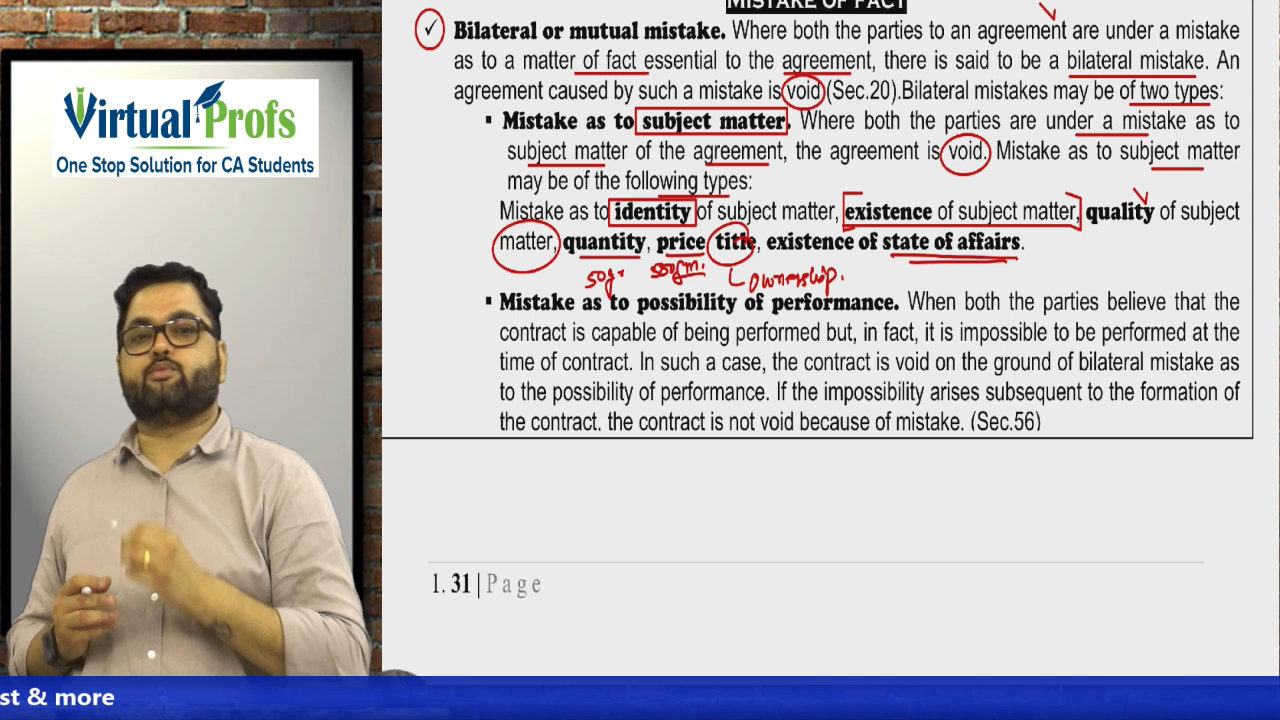 Virtual Profs
One Stop Solution for CA Students
MISTAKE OF FACT
✓ Bilateral or mutual mistake. Where both the parties to an agreement are under a mistake
as to a matter of fact essential to the agreement, there is said to be a bilateral mistake. An
agreement caused by such a mistake is void (Sec.20).Bilateral mistakes may be of two types:
▪ Mistake as to subject matter. Where both the parties are under a mistake as to
subject matter of the agreement, the agreement is void. Mistake as to subject matter
may be of the following types:
Mistake as to identity of subject matter, existence of subject matter, quality of subject
matter, quantity, price title, existence of state of affairs.
ownership.
▪ Mistake as to possibility of performance. When both the parties believe that the
contract is capable of being performed but, in fact, it is impossible to be performed at the
time of contract. In such a case, the contract is void on the ground of bilateral mistake as
to the possibility of performance. If the impossibility arises subsequent to the formation of
the contract, the contract is not void because of mistake. (Sec.56)
1.31|Page
st & more